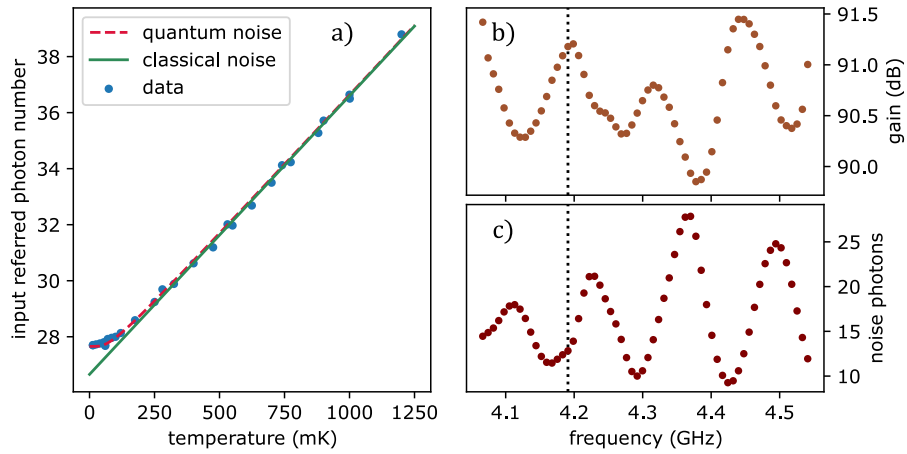 a)
quantum noise
classical noise
data
input referred photon number
38
36
34
32
30
28
0 250 500 750 1000 1250
temperature (mK)
b)
91.5
91.0
90.5
90.0
gain (dB)
c)
25
20
15
10
noise photons
4.1 4.2 4.3 4.4 4.5
frequency (GHz)